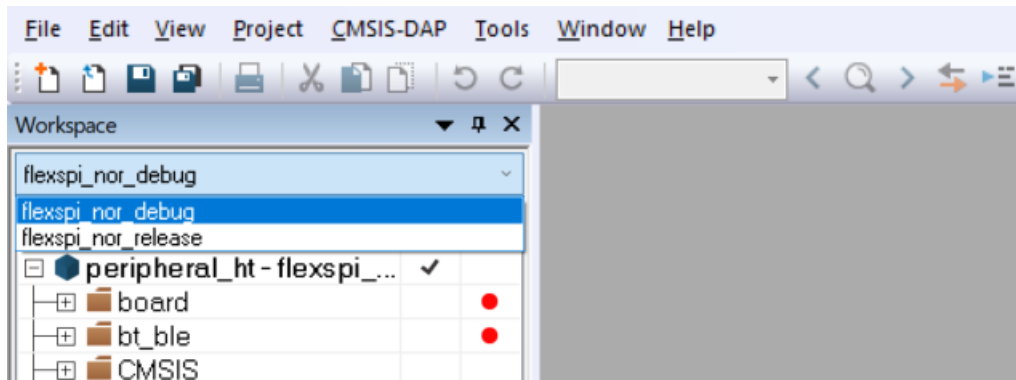 File Edit View Project CMSIS-DAP Tools Window Help
Workspace
flexspi_nor_debug
flexspi_nor_debug
flexspi_nor_release
peripheral_ht - flexspi_...
board
bt_ble
CMSIS